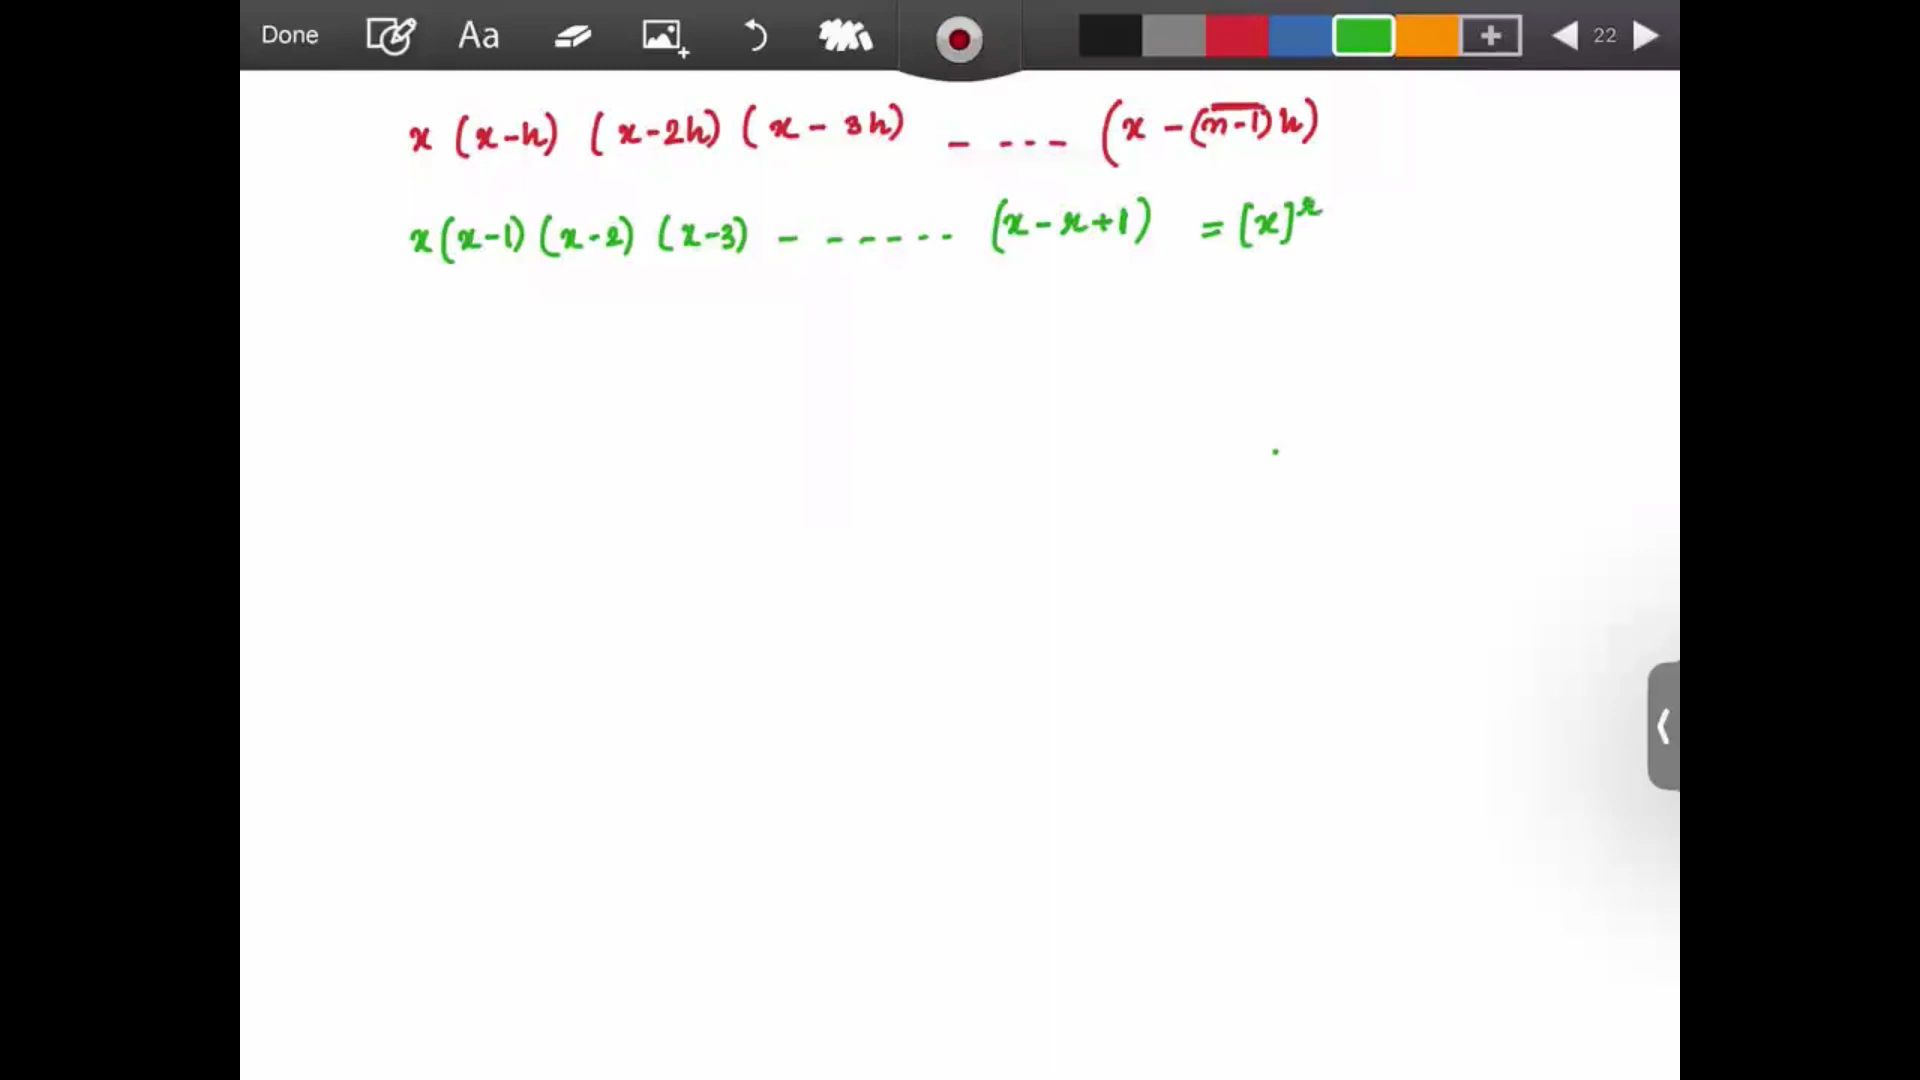 Done Aa + 22
x (x-h) (x-2h) (x-3h) - --- (x-(n-1)h)
x(x-1) (x-2) (x-3) - ----- (x-r+1) = [x]^r